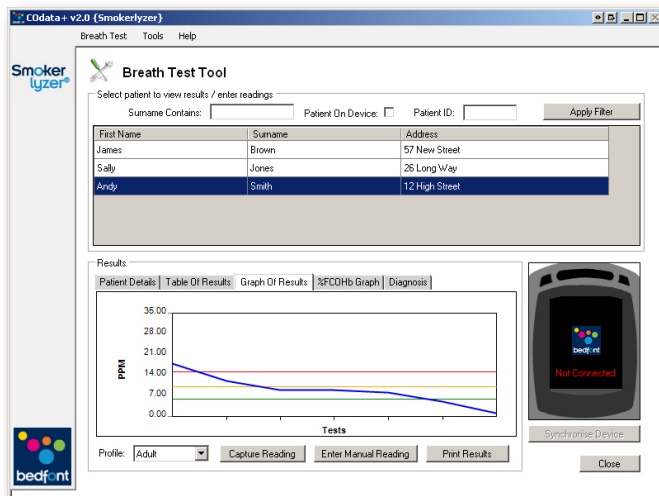 COdata+ v2.0 {Smokerlyzer}
Breath Test Tools Help
Smoker
lyzer®
Breath Test Tool
Select patient to view results / enter readings
Surname Contains: Patient On Device: Patient ID: Apply Filter
First Name Surname Address
James Brown 57 New Street
Sally Jones 26 Long Way
Andy Smith 12 High Street
Results
Patient Details Table Of Results Graph Of Results %FCOHb Graph Diagnosis
35.00
28.00
21.00
14.00
7.00
0.00
PPM
Tests
bedfont
Not Connected
Synchronise Device
Profile: Adult Capture Reading Enter Manual Reading Print Results
Close
bedfont